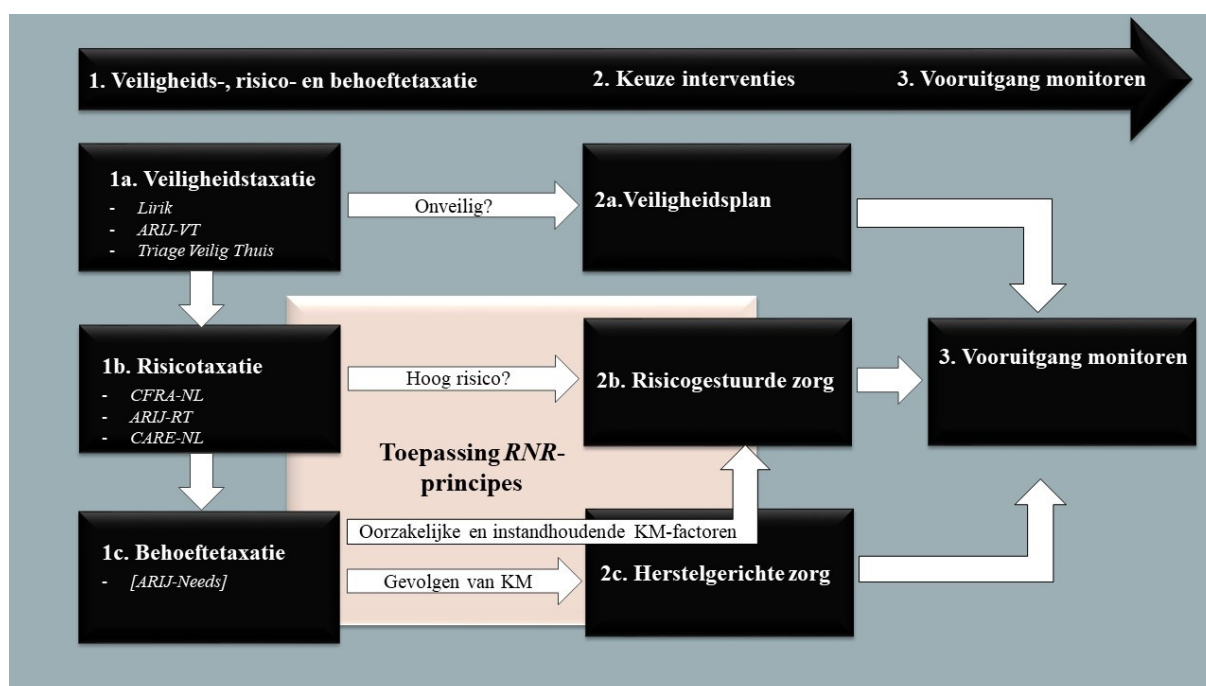 1. Veiligheids-, risico- en behoeftetaxatie
2. Keuze interventies
3. Vooruitgang monitoren
1a. Veiligheidstaxatie
- Lirik
- ARIJ-VT
- Triage Veilig Thuis
Onveilig?
2a.Veiligheidsplan
1b. Risicotaxatie
- CFRA-NL
- ARIJ-RT
- CARE-NL
Hoog risico?
2b. Risicogestuurde zorg
3. Vooruitgang monitoren
Toepassing RNR-
principes
Oorzakelijke en instandhoudende KM-factoren
1c. Behoeftetaxatie
- [ARIJ-Needs]
Gevolgen van KM
2c. Herstelgerichte zorg